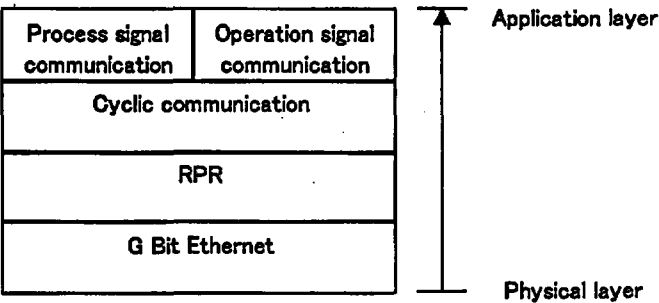 Process signal
communication
Operation signal
communication
Cyclic communication
RPR
G Bit Ethernet
Application layer
Physical layer